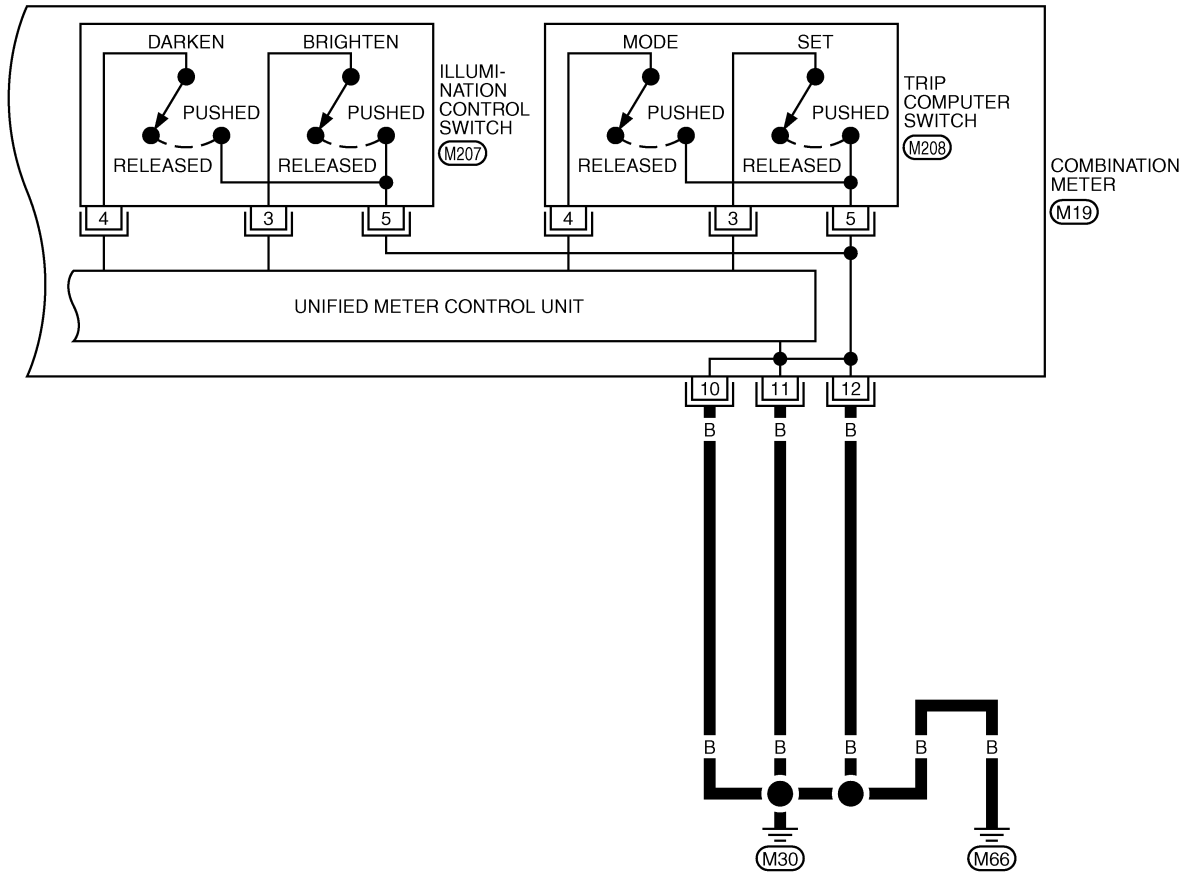 DARKEN
BRIGHTEN
PUSHED
PUSHED
RELEASED
RELEASED
ILLUMI-
NATION
CONTROL
SWITCH
M207
MODE
SET
PUSHED
PUSHED
RELEASED
RELEASED
TRIP
COMPUTER
SWITCH
M208
COMBINATION
METER
M19
4
3
5
4
3
5
UNIFIED METER CONTROL UNIT
10
11
12
B
B
B
B
B
B
B
B
M30
M66